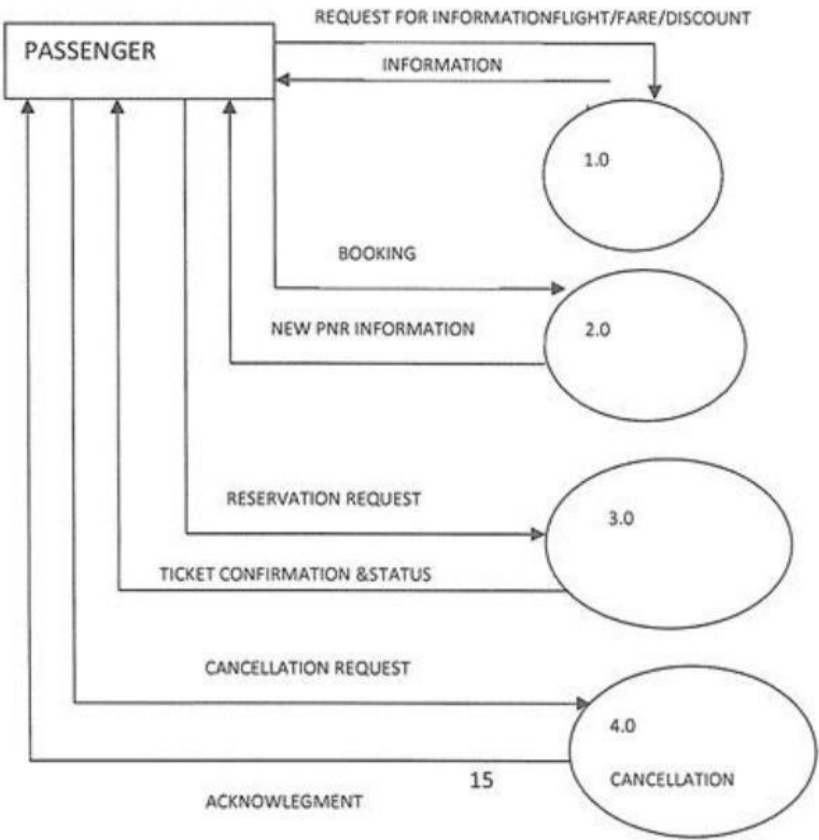 REQUEST FOR INFORMATIONFLIGHT/FARE/DISCOUNT
PASSENGER
INFORMATION
1.0
BOOKING
NEW PNR INFORMATION
2.0
RESERVATION REQUEST
3.0
TICKET CONFIRMATION &STATUS
CANCELLATION REQUEST
4.0
15
CANCELLATION
ACKNOWLEGMENT